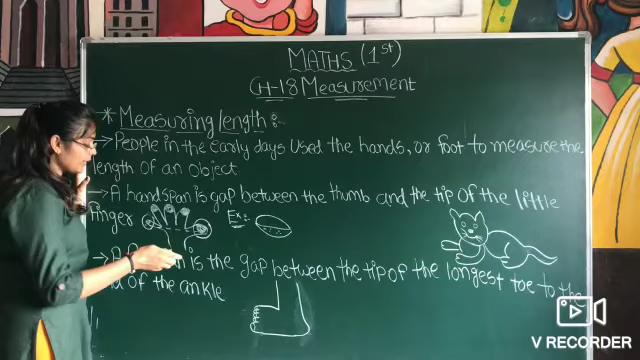 MATHS (1st)
CH-18 Measurement
* Measuring length :-
→ People in the early days used the hands, or foot to measure the
length of an object
→ A handspan is gap between the thumb and the tip of the little
finger Ex:-
→ A is the gap between the tip of the longest toe to the
of the ankle
V RECORDER